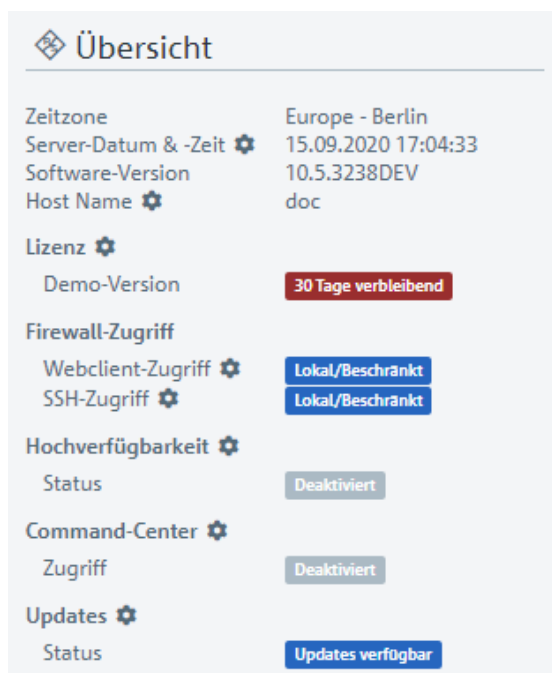 Übersicht
Zeitzone Europe - Berlin
Server-Datum & -Zeit 15.09.2020 17:04:33
Software-Version 10.5.3238DEV
Host Name doc
Lizenz
Demo-Version 30 Tage verbleibend
Firewall-Zugriff
Webclient-Zugriff Lokal/Beschränkt
SSH-Zugriff Lokal/Beschränkt
Hochverfügbarkeit
Status Deaktiviert
Command-Center
Zugriff Deaktiviert
Updates
Status Updates verfügbar